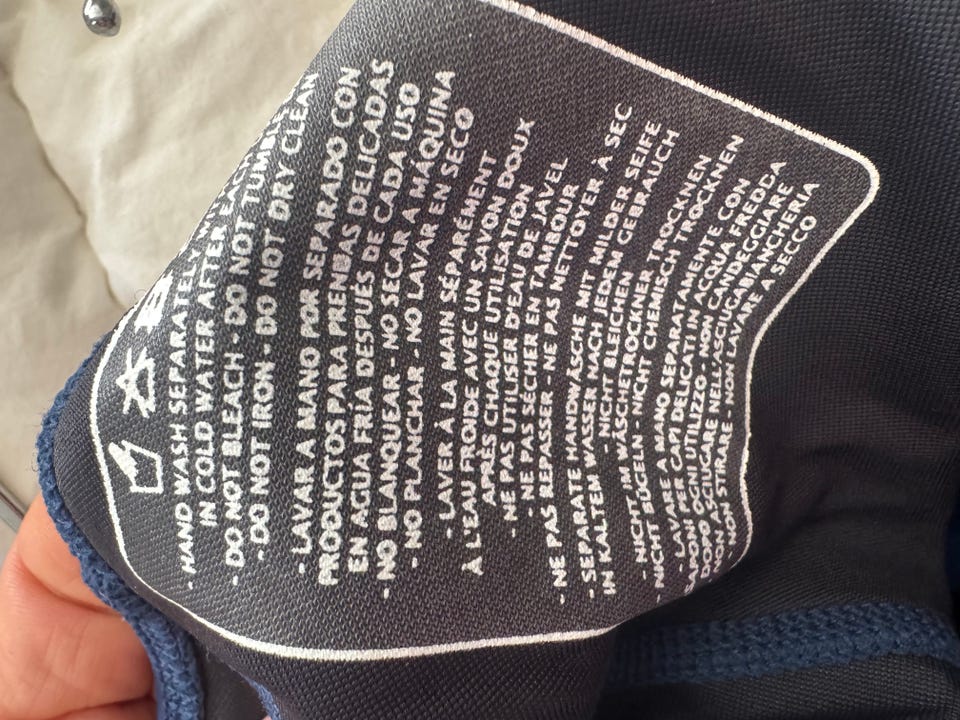 - HAND WASH SEPARATELY
IN COLD WATER AFTER EACH
- DO NOT BLEACH - DO NOT TUMBLE
- DO NOT IRON - DO NOT DRY CLEAN
- LAVAR A MANO POR SEPARADO CON
PRODUCTOS PARA PRENDAS DELICADAS
EN AGUA FRÍA DESPUÉS DE CADA USO
- NO BLANQUEAR - NO SECAR A MÁQUINA
- NO PLANCHAR - NO LAVAR EN SECO
- LAVER À LA MAIN SÉPARÉMENT
À L'EAU FROIDE AVEC UN SAVON DOUX
APRÉS CHAQUE UTILISATION
- NE PAS UTILISER D'EAU DE JAVEL
- NE PAS SÉCHER EN TAMBOUR
- NE PAS REPASSER - NE PAS NETTOYER À SEC
- SEPARATE HANDWÄSCHE MIT MILDER SEIFE
IN KALTEM WASSER NACH JEDEM GEBRAUCH
- NICHT BLEICHEN
- NICHT IM WÄSCHETROCKNER TROCKNEN
- NICHT BÜGELN - NICHT CHEMISCH TROCKNEN
- LAVARE A MANO SEPARATAMENTE CON
SAPONI PER CAPI DELICATI IN ACQUA FREDDA
DOPO OGNI UTILIZZO - NON CANDEGGIARE
- NON ASCIUGARE NELL'ASCIUGABIANCHERIA
- NON STIRARE - NON LAVARE A SECCO